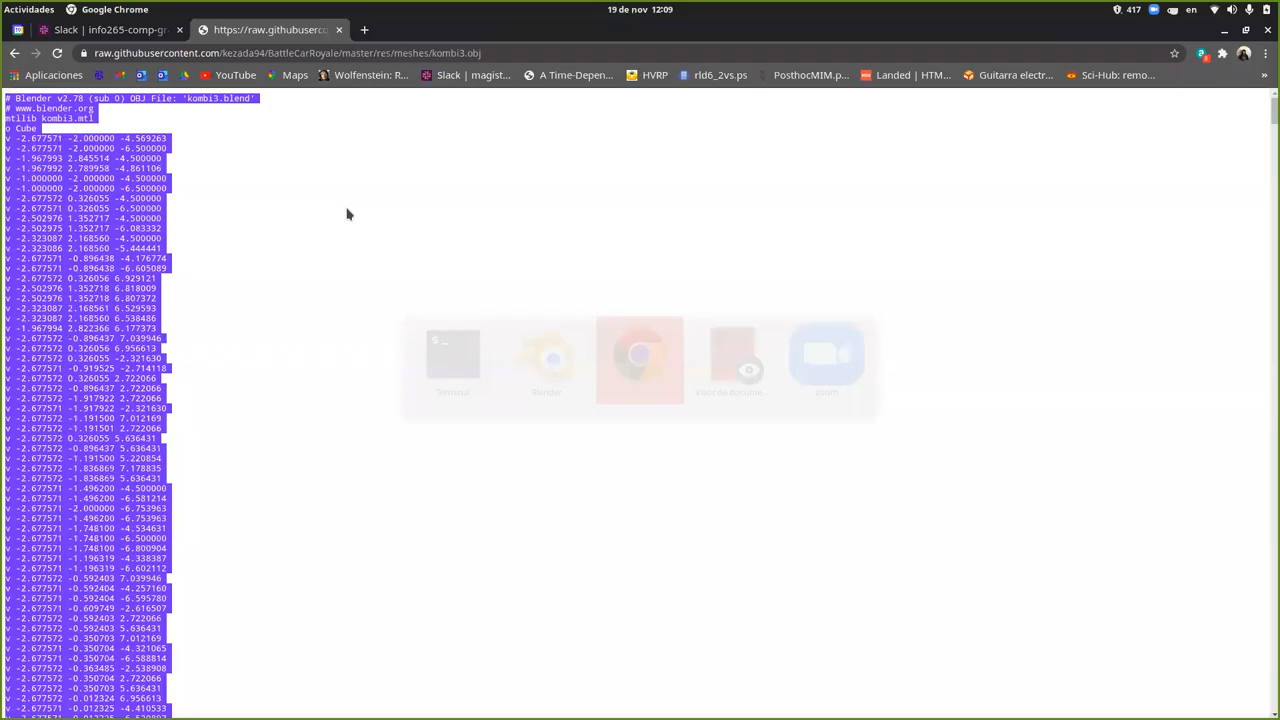 Actividades
Google Chrome
19 de nov 12:09
417
en
Slack | info265-comp-gr
https://raw.githubuserco
raw.githubusercontent.com/kezada94/BattleCarRoyale/master/res/meshes/kombi3.obj
Aplicaciones
YouTube
Maps
Wolfenstein: R...
Slack | magist...
A Time-Depen...
HVRP
rld6_2vs.ps
PosthocMIM.p...
Landed | HTM...
Guitarra electr...
Sci-Hub: remo...
»
# Blender v2.78 (sub 0) OBJ File: 'kombi3.blend'
# www.blender.org
mtllib kombi3.mtl
o Cube
v -2.677571 -2.000000 -4.569263
v -2.677571 -2.000000 -6.500000
v -1.967993 2.845514 -4.500000
v -1.967992 2.789958 -4.861106
v -1.000000 -2.000000 -4.500000
v -1.000000 -2.000000 -6.500000
v -2.677572 0.326055 -4.500000
v -2.677571 0.326055 -6.500000
v -2.502976 1.352717 -4.500000
v -2.502975 1.352717 -6.083332
v -2.323087 2.168560 -4.500000
v -2.323086 2.168560 -5.444441
v -2.677571 -0.896438 -4.176774
v -2.677571 -0.896438 -6.605089
v -2.677572 0.326056 6.929121
v -2.502976 1.352718 6.818009
v -2.502976 1.352718 6.807372
v -2.323087 2.168561 6.529593
v -2.323087 2.168560 6.538486
v -1.967994 2.822366 6.177373
v -2.677572 -0.896437 7.039946
v -2.677572 0.326056 6.956613
v -2.677572 0.326055 -2.321630
v -2.677571 -0.919525 -2.714118
v -2.677572 0.326055 2.722066
v -2.677572 -0.896437 2.722066
v -2.677571 -1.917922 2.722066
v -2.677571 -1.917922 -2.321630
v -2.677572 -1.191500 7.012169
v -2.677572 -1.191501 2.722066
v -2.677572 0.326055 5.636431
v -2.677572 -0.896437 5.636431
v -2.677572 -1.191500 5.220854
v -2.677572 -1.836869 7.178835
v -2.677572 -1.836869 5.636431
v -2.677571 -1.496200 -4.500000
v -2.677571 -1.496200 -6.581214
v -2.677571 -2.000000 -6.753963
v -2.677571 -1.496200 -6.753963
v -2.677571 -1.748100 -4.534631
v -2.677571 -1.748100 -6.500000
v -2.677571 -1.748100 -6.800904
v -2.677571 -1.196319 -4.338387
v -2.677571 -1.196319 -6.602112
v -2.677572 -0.592403 7.039946
v -2.677571 -0.592404 -4.257160
v -2.677571 -0.592404 -6.595780
v -2.677571 -0.609749 -2.616507
v -2.677572 -0.592403 2.722066
v -2.677572 -0.592403 5.636431
v -2.677572 -0.350703 7.012169
v -2.677571 -0.350704 -4.321065
v -2.677571 -0.350704 -6.588814
v -2.677572 -0.363485 -2.538908
v -2.677572 -0.350704 2.722066
v -2.677572 -0.350703 5.636431
v -2.677572 -0.012324 6.956613
v -2.677571 -0.012325 -4.410533
Terminal
Blender
Visor de docume...
zoom